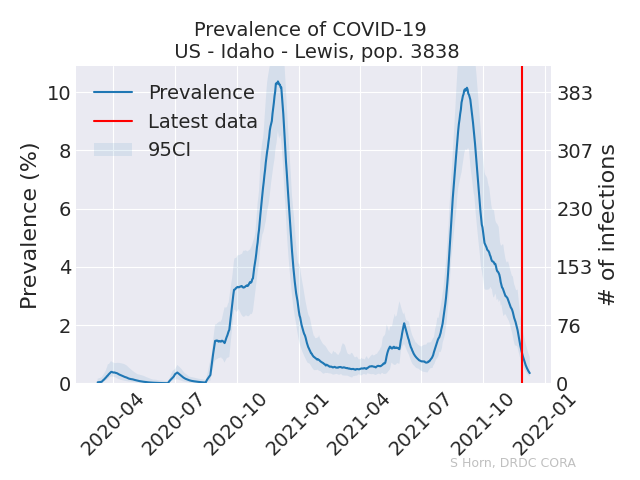 Prevalence of COVID-19
US - Idaho - Lewis, pop. 3838
Prevalence
Latest data
95CI
Prevalence (%)
10
8
6
4
2
0
383
307
230
153
76
0
# of infections
2020-04
2020-07
2020-10
2021-01
2021-04
2021-07
2021-10
2022-01
S Horn, DRDC CORA